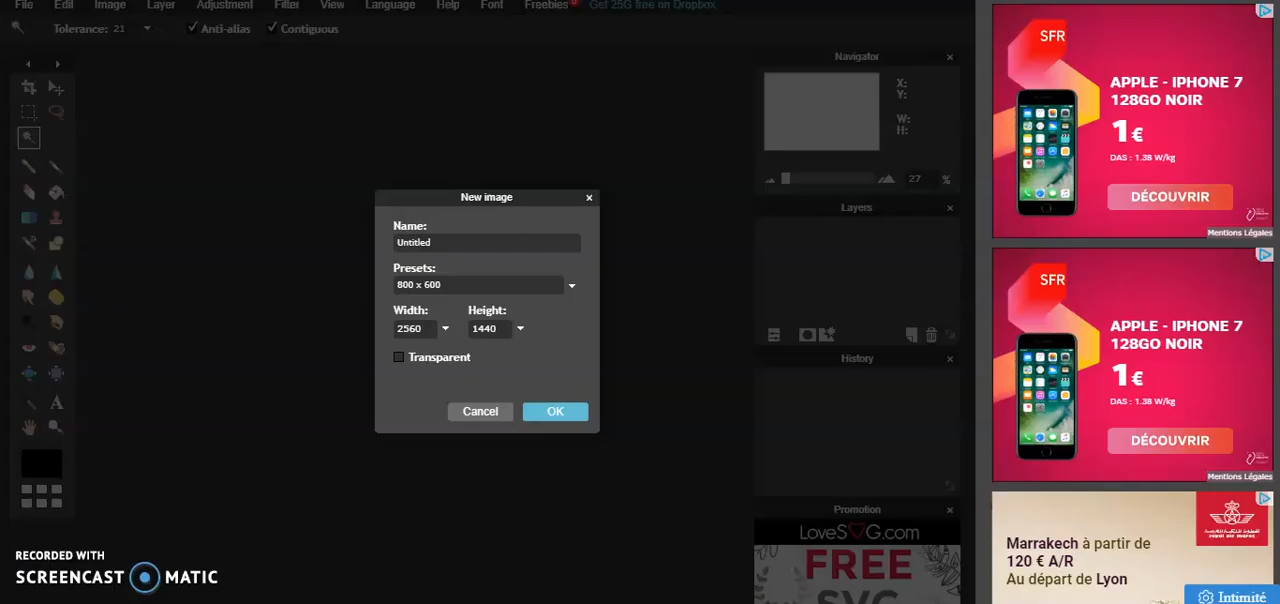 File Edit Image Layer Adjustment Filter View Language Help Font Freebies Get 25G free on Dropbox
Tolerance: 21 Anti-alias Contiguous
Navigator
X:
Y:
W:
H:
27 %
Layers
History
Promotion
LoveSVG.com
FREE
SVG
New image
Name:
Untitled
Presets:
800 x 600
Width: Height:
2560 1440
Transparent
Cancel OK
A
RECORDED WITH
SCREENCAST MATIC
SFR
APPLE - IPHONE 7
128GO NOIR
1€
DAS : 1.38 W/kg
DÉCOUVRIR
Mentions Légales
SFR
APPLE - IPHONE 7
128GO NOIR
1€
DAS : 1.38 W/kg
DÉCOUVRIR
Mentions Légales
Marrakech à partir de
120 € A/R
Au départ de Lyon
Intimité